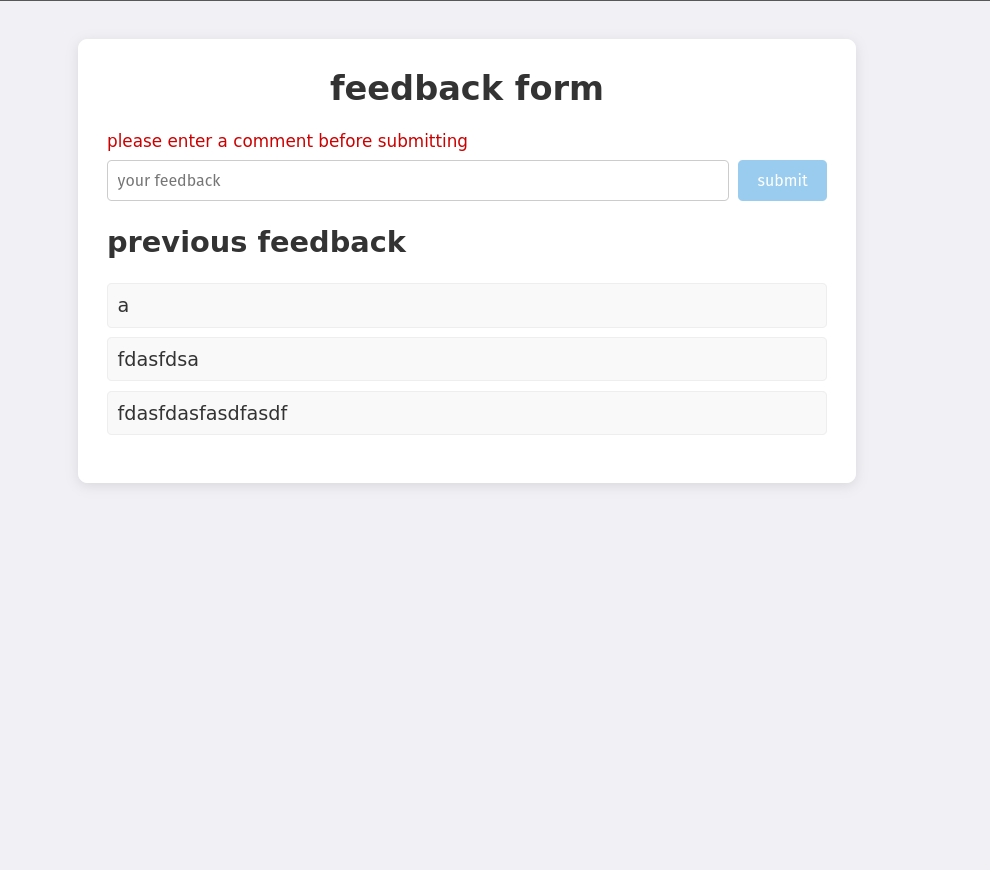 feedback form
please enter a comment before submitting
your feedback
submit
previous feedback
a
fdasfdsa
fdasfdasfasdfasdf